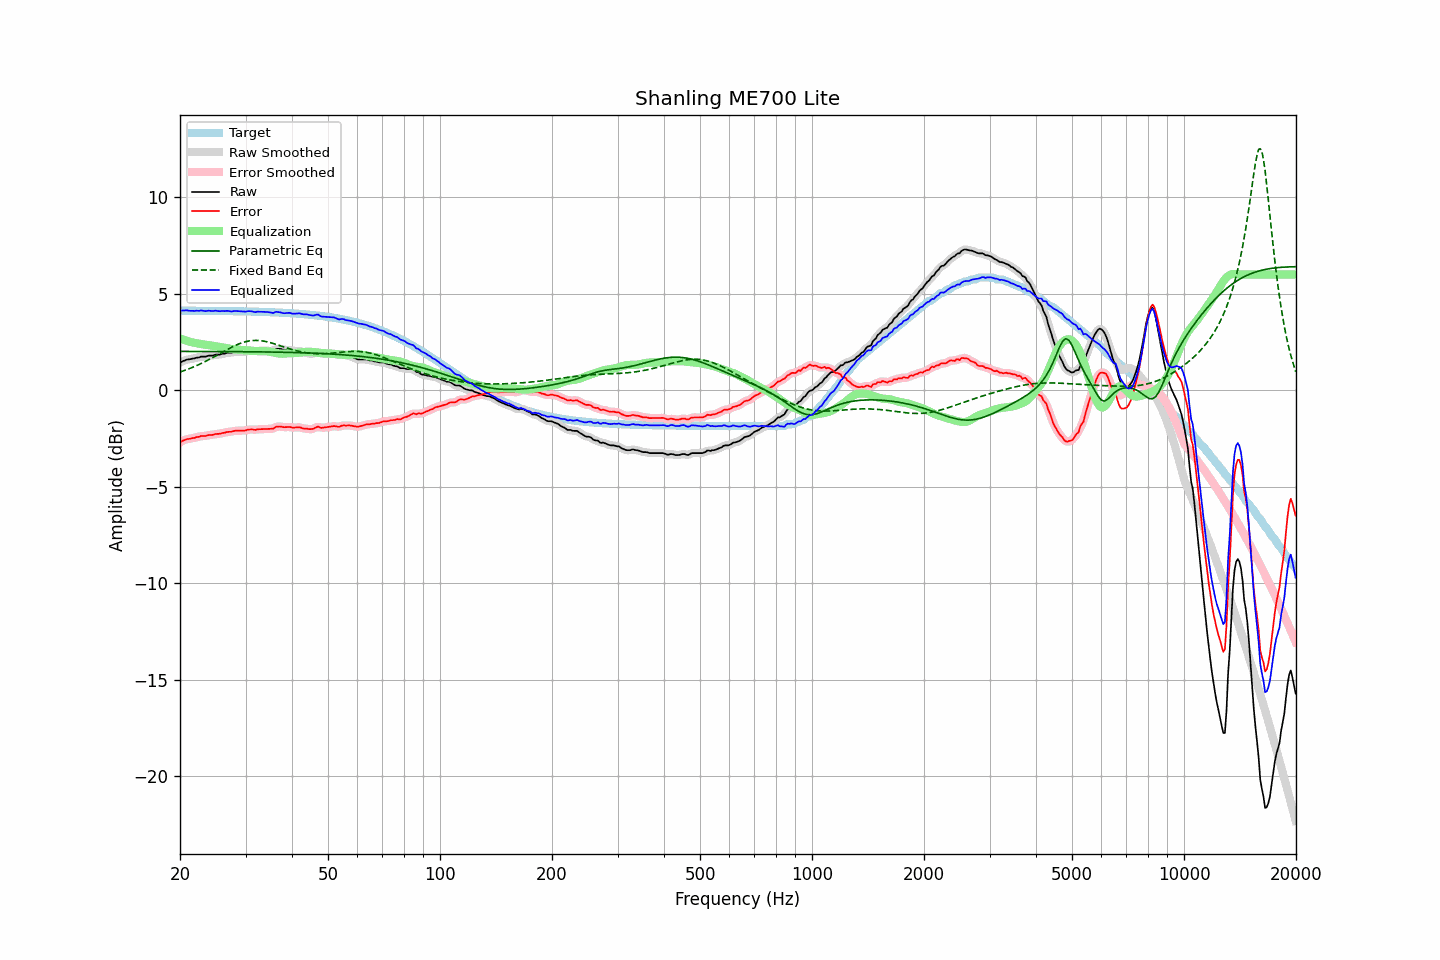 Shanling ME700 Lite
Target
Raw Smoothed
Error Smoothed
Raw
Error
Equalization
Parametric Eq
Fixed Band Eq
Equalized
10
5
0
−5
−10
−15
−20
Amplitude (dBr)
20
50
100
200
500
1000
2000
5000
10000
20000
Frequency (Hz)